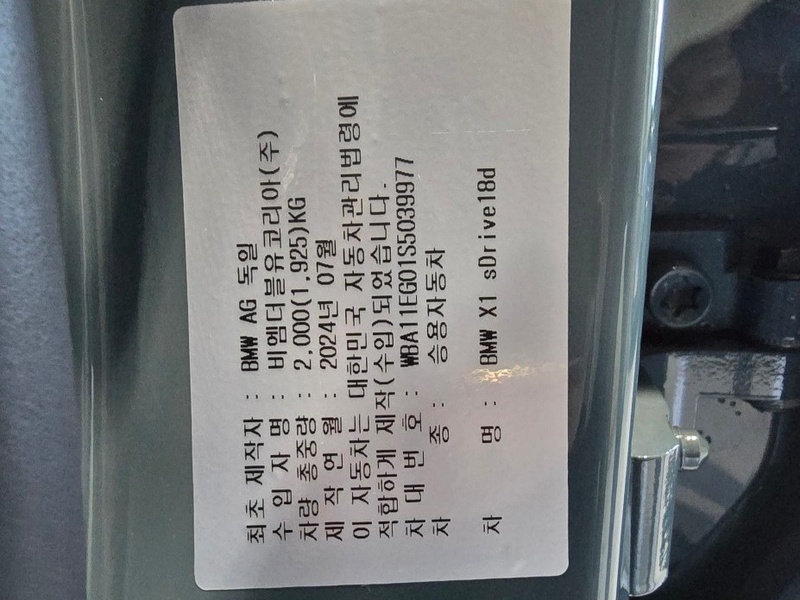 최초 제작자 : BMW AG 독일
수 입 자 명 : 비엠더블유코리아(주)
차량 총중량 : 2,000(1,925)KG
제 작 연 월 : 2024년 07월
이 자동차는 대한민국 자동차관리법령에
적합하게 제작(수입)되었습니다.
차 대 번 호 : WBA11EG01S5039977
차 종 : 승용자동차
차 명 : BMW X1 sDrive18d